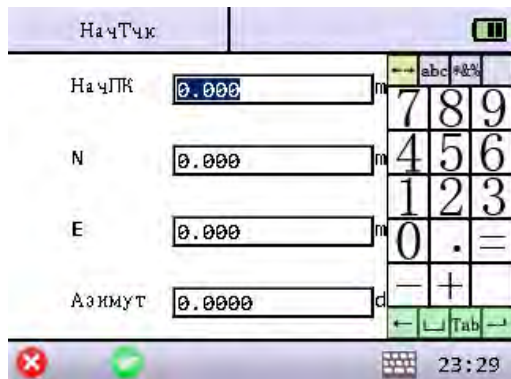 НачТчк
НачПК 0.000 m
N 0.000 m
E 0.000 m
Азимут 0.0000 d
abc *&%
7 8 9
4 5 6
1 2 3
0 . =
- +
Tab
23:29